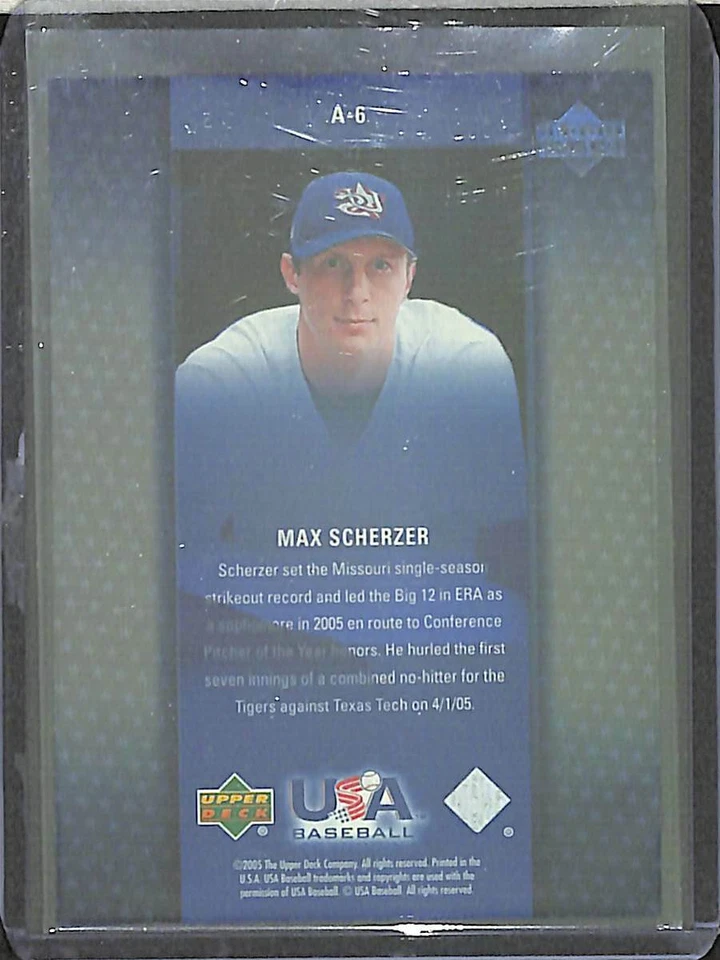 A-6
MAX SCHERZER
Scherzer set the Missouri single-season
strikeout record and led the Big 12 in ERA as
a sophomore in 2005 en route to Conference
Pitcher of the Year honors. He hurled the first
seven innings of a combined no-hitter for the
Tigers against Texas Tech on 4/1/05.
UPPER
DECK
®
USA
BASEBALL
™
®
©2005 The Upper Deck Company. All rights reserved. Printed in the
U.S.A. USA Baseball trademarks and copyrights are used with the
permission of USA Baseball. © USA Baseball. All rights reserved.